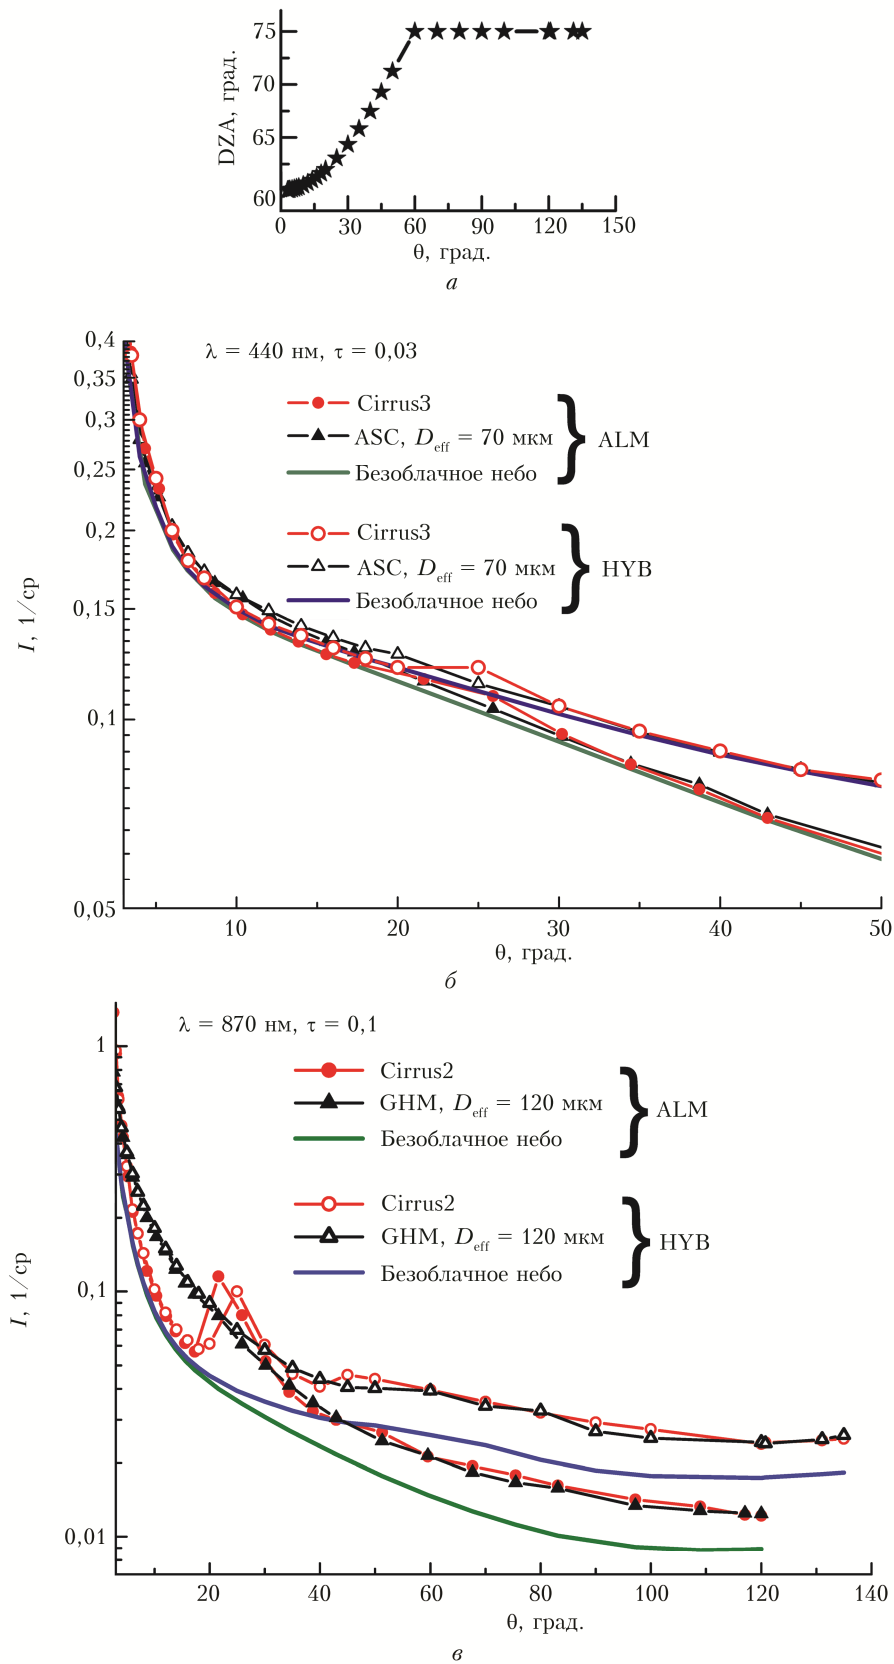 75
70
65
60
DZA, град.
0 30 60 90 120 150
θ, град.
а
0,4
0,35
0,3
0,25
0,2
0,15
0,1
0,05
I, 1/ср
λ = 440 нм, τ = 0,03
Cirrus3
ASC, Deff = 70 мкм
Безоблачное небо
ALM
Cirrus3
ASC, Deff = 70 мкм
Безоблачное небо
HYB
10 20 30 40 50
θ, град.
б
1
0,1
0,01
I, 1/ср
λ = 870 нм, τ = 0,1
Cirrus2
GHM, Deff = 120 мкм
Безоблачное небо
ALM
Cirrus2
GHM, Deff = 120 мкм
Безоблачное небо
HYB
20 40 60 80 100 120 140
θ, град.
в